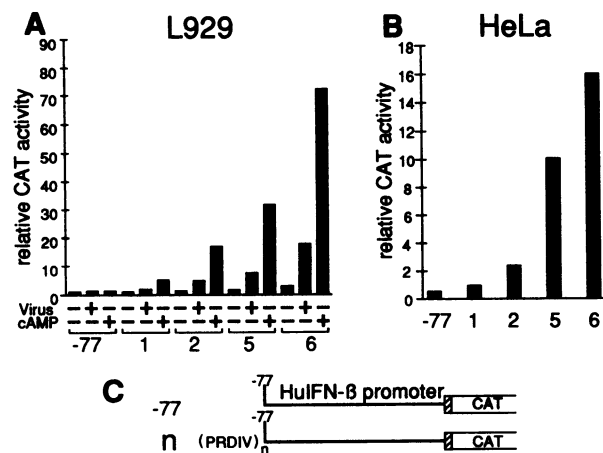 A
L929
relative CAT activity
90
80
70
60
50
40
30
20
10
0
Virus – + – – + – – + – – + – – + –
cAMP – – + – – + – – + – – + – – +
-77 1 2 5 6
B
HeLa
relative CAT activity
18
16
14
12
10
8
6
4
2
0
-77 1 2 5 6
C
-77
-77
HuIFN-ß promoter
CAT
n
(PRDIV)n
-77
CAT